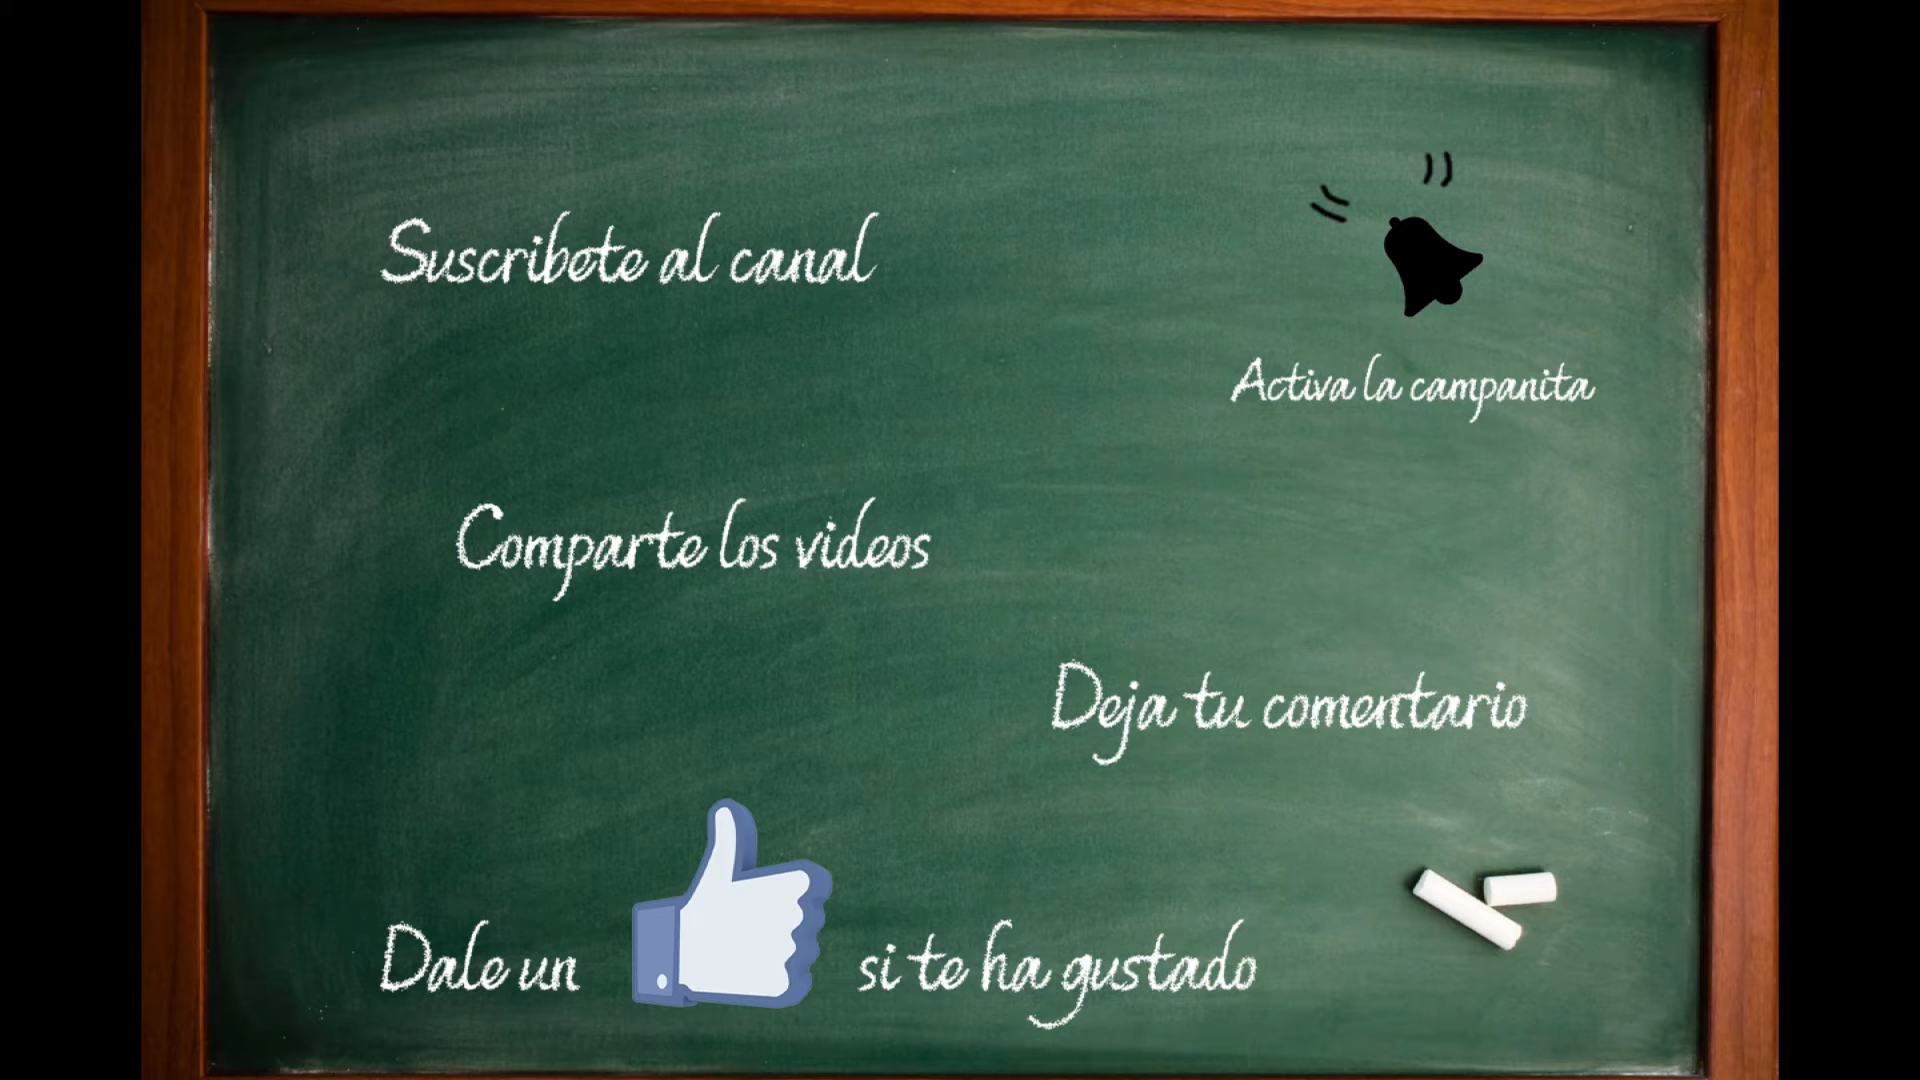 Suscribete al canal
Activa la campanita
Comparte los videos
Deja tu comentario
Dale un si te ha gustado